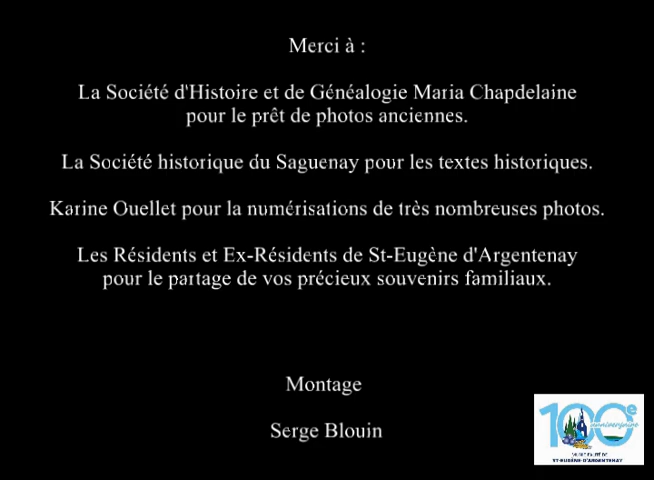 Merci à :
La Société d'Histoire et de Généalogie Maria Chapdelaine
pour le prêt de photos anciennes.
La Société historique du Saguenay pour les textes historiques.
Karine Ouellet pour la numérisations de très nombreuses photos.
Les Résidents et Ex-Résidents de St-Eugène d'Argentenay
pour le partage de vos précieux souvenirs familiaux.
Montage
Serge Blouin
100e
anniversaire
ST-EUGÈNE-D'ARGENTENAY